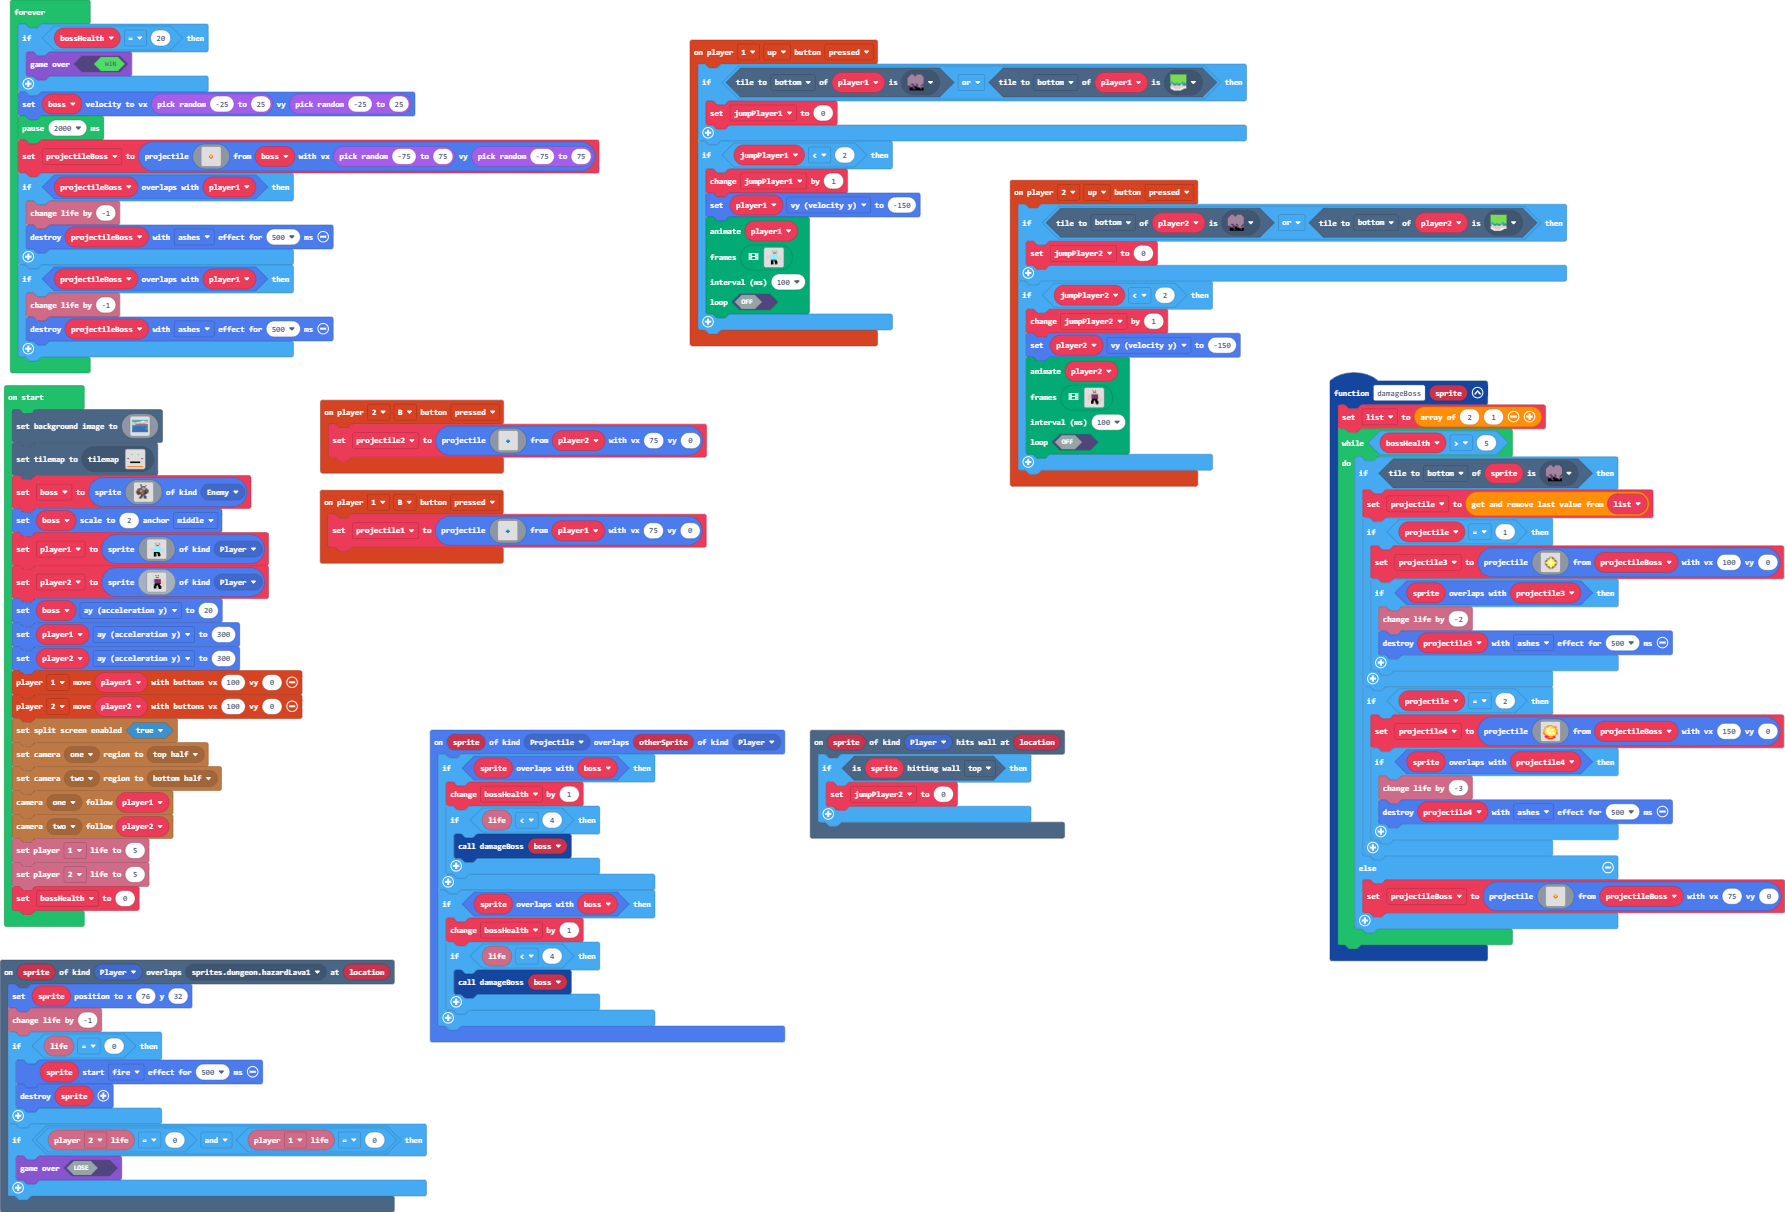 forever
if bossHealth = 20 then
game over WIN
set boss velocity to vx pick random -25 to 25 vy pick random -25 to 25
pause 2000 ms
set projectileBoss to projectile from boss with vx pick random -75 to 75 vy pick random -75 to 75
if projectileBoss overlaps with player1 then
change life by -1
destroy projectileBoss with ashes effect for 500 ms
if projectileBoss overlaps with player1 then
change life by -1
destroy projectileBoss with ashes effect for 500 ms
on start
set background image to
set tilemap to tilemap
set boss to sprite of kind Enemy
set boss scale to 2 anchor middle
set player1 to sprite of kind Player
set player2 to sprite of kind Player
set boss ay (acceleration y) to 20
set player1 ay (acceleration y) to 300
set player2 ay (acceleration y) to 300
player 1 move player1 with buttons vx 100 vy 0
player 2 move player2 with buttons vx 100 vy 0
set split screen enabled true
set camera one region to top half
set camera two region to bottom half
camera one follow player1
camera two follow player2
set player 1 life to 5
set player 2 life to 5
set bossHealth to 0
on sprite of kind Player overlaps sprites.dungeon.hazardLava1 at location
set sprite position to x 76 y 32
change life by -1
if life = 0 then
sprite start fire effect for 500 ms
destroy sprite
if player 2 life = 0 and player 1 life = 0 then
game over LOSE
on player 2 B button pressed
set projectile2 to projectile from player2 with vx 75 vy 0
on player 1 B button pressed
set projectile1 to projectile from player1 with vx 75 vy 0
on sprite of kind Projectile overlaps otherSprite of kind Player
if sprite overlaps with boss then
change bossHealth by 1
if life < 4 then
call damageBoss boss
if sprite overlaps with boss then
change bossHealth by 1
if life < 4 then
call damageBoss boss
on player 1 up button pressed
if tile to bottom of player1 is or tile to bottom of player1 is then
set jumpPlayer1 to 0
if jumpPlayer1 < 2 then
change jumpPlayer1 by 1
set player1 vy (velocity y) to -150
animate player1
frames
interval (ms) 100
loop OFF
on sprite of kind Player hits wall at location
if is sprite hitting wall top then
set jumpPlayer2 to 0
on player 2 up button pressed
if tile to bottom of player2 is or tile to bottom of player2 is then
set jumpPlayer2 to 0
if jumpPlayer2 < 2 then
change jumpPlayer2 by 1
set player2 vy (velocity y) to -150
animate player2
frames
interval (ms) 100
loop OFF
function damageBoss sprite
set list to array of 2 1
while bossHealth > 5
do if tile to bottom of sprite is then
set projectile to get and remove last value from list
if projectile = 1 then
set projectile3 to projectile from projectileBoss with vx 100 vy 0
if sprite overlaps with projectile3 then
change life by -2
destroy projectile3 with ashes effect for 500 ms
if projectile = 2 then
set projectile4 to projectile from projectileBoss with vx 150 vy 0
if sprite overlaps with projectile4 then
change life by -3
destroy projectile4 with ashes effect for 500 ms
else
set projectileBoss to projectile from projectileBoss with vx 75 vy 0